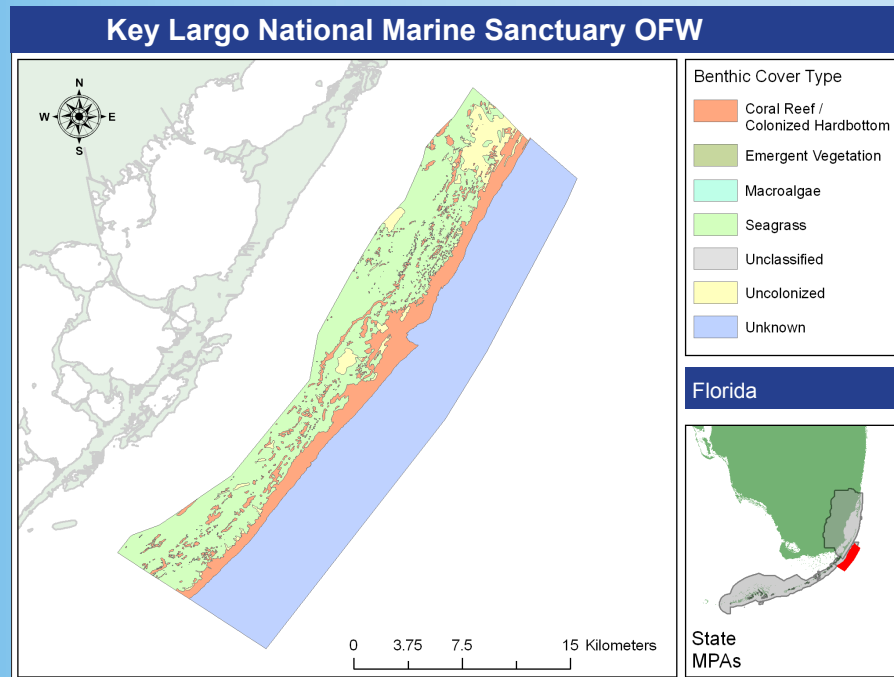 Key Largo National Marine Sanctuary OFW
N
W
E
S
0
3.75
7.5
15 Kilometers
Benthic Cover Type
Coral Reef /
Colonized Hardbottom
Emergent Vegetation
Macroalgae
Seagrass
Unclassified
Uncolonized
Unknown
Florida
State
MPAs